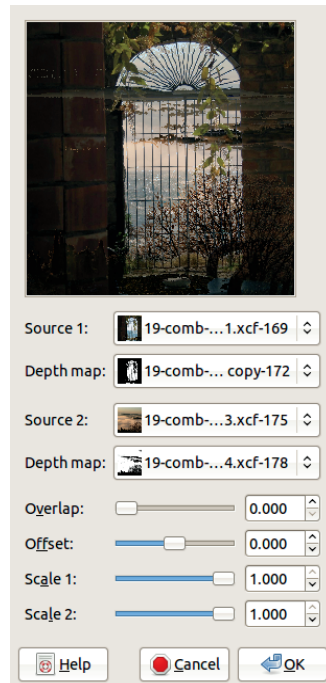 Source 1: 19-comb-...1.xcf-169
Depth map: 19-comb-... copy-172
Source 2: 19-comb-...3.xcf-175
Depth map: 19-comb-...4.xcf-178
Overlap: 0.000
Offset: 0.000
Scale 1: 1.000
Scale 2: 1.000
Help Cancel OK